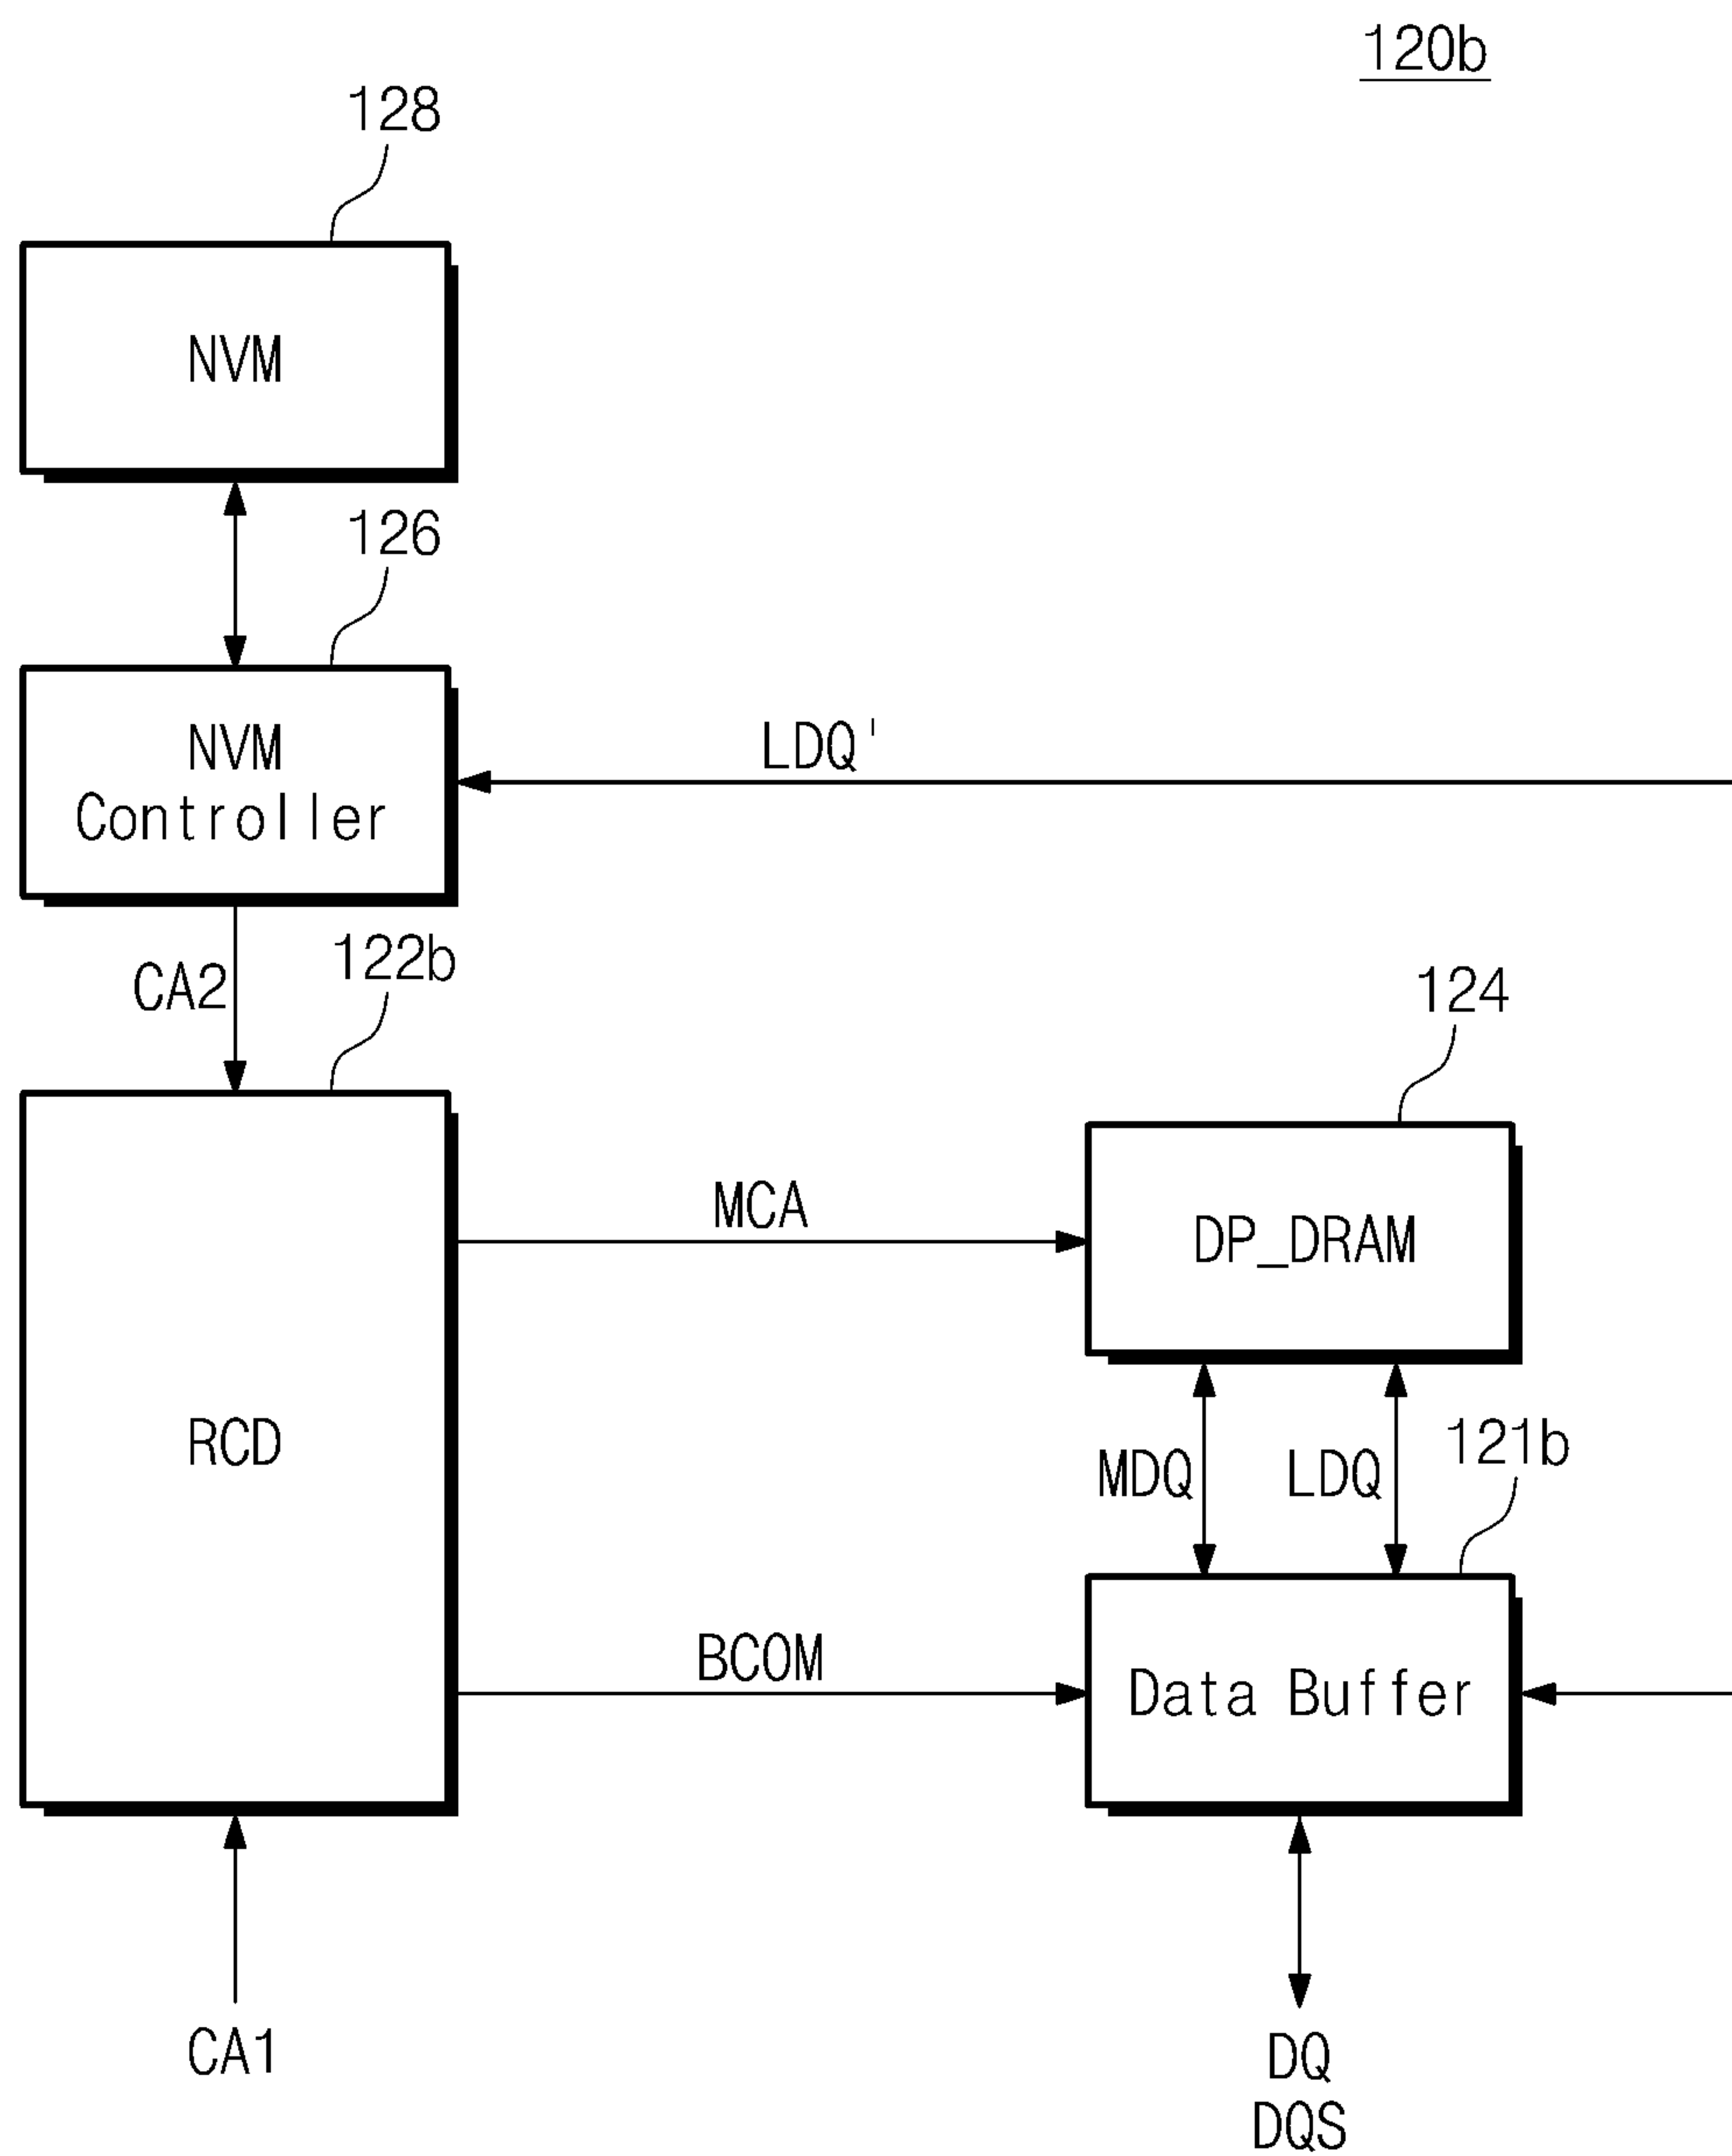 120b
128
NVM
126
NVM
Controller
LDQ'
CA2
122b
124
MCA
DP_DRAM
RCD
MDQ
LDQ
121b
BCOM
Data Buffer
CA1
DQ
DQS